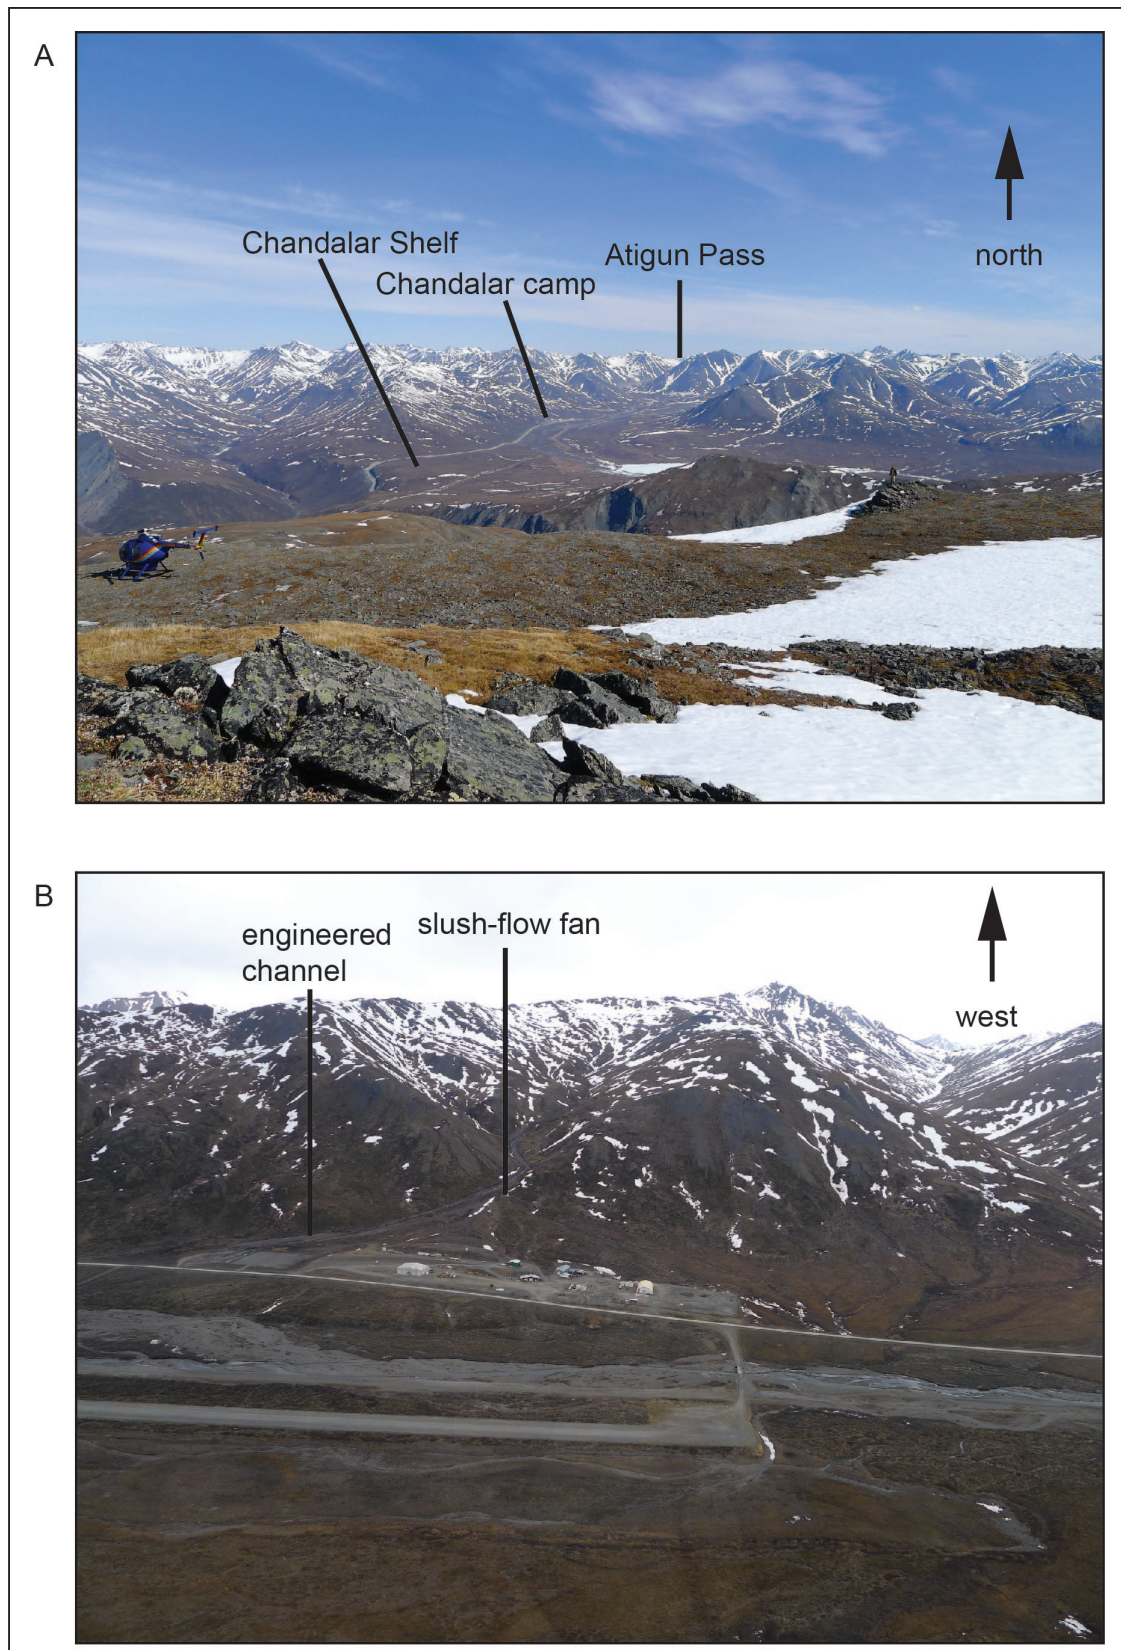 A
Chandalar Shelf
Chandalar camp
Atigun Pass
north
B
engineered
channel
slush-flow fan
west